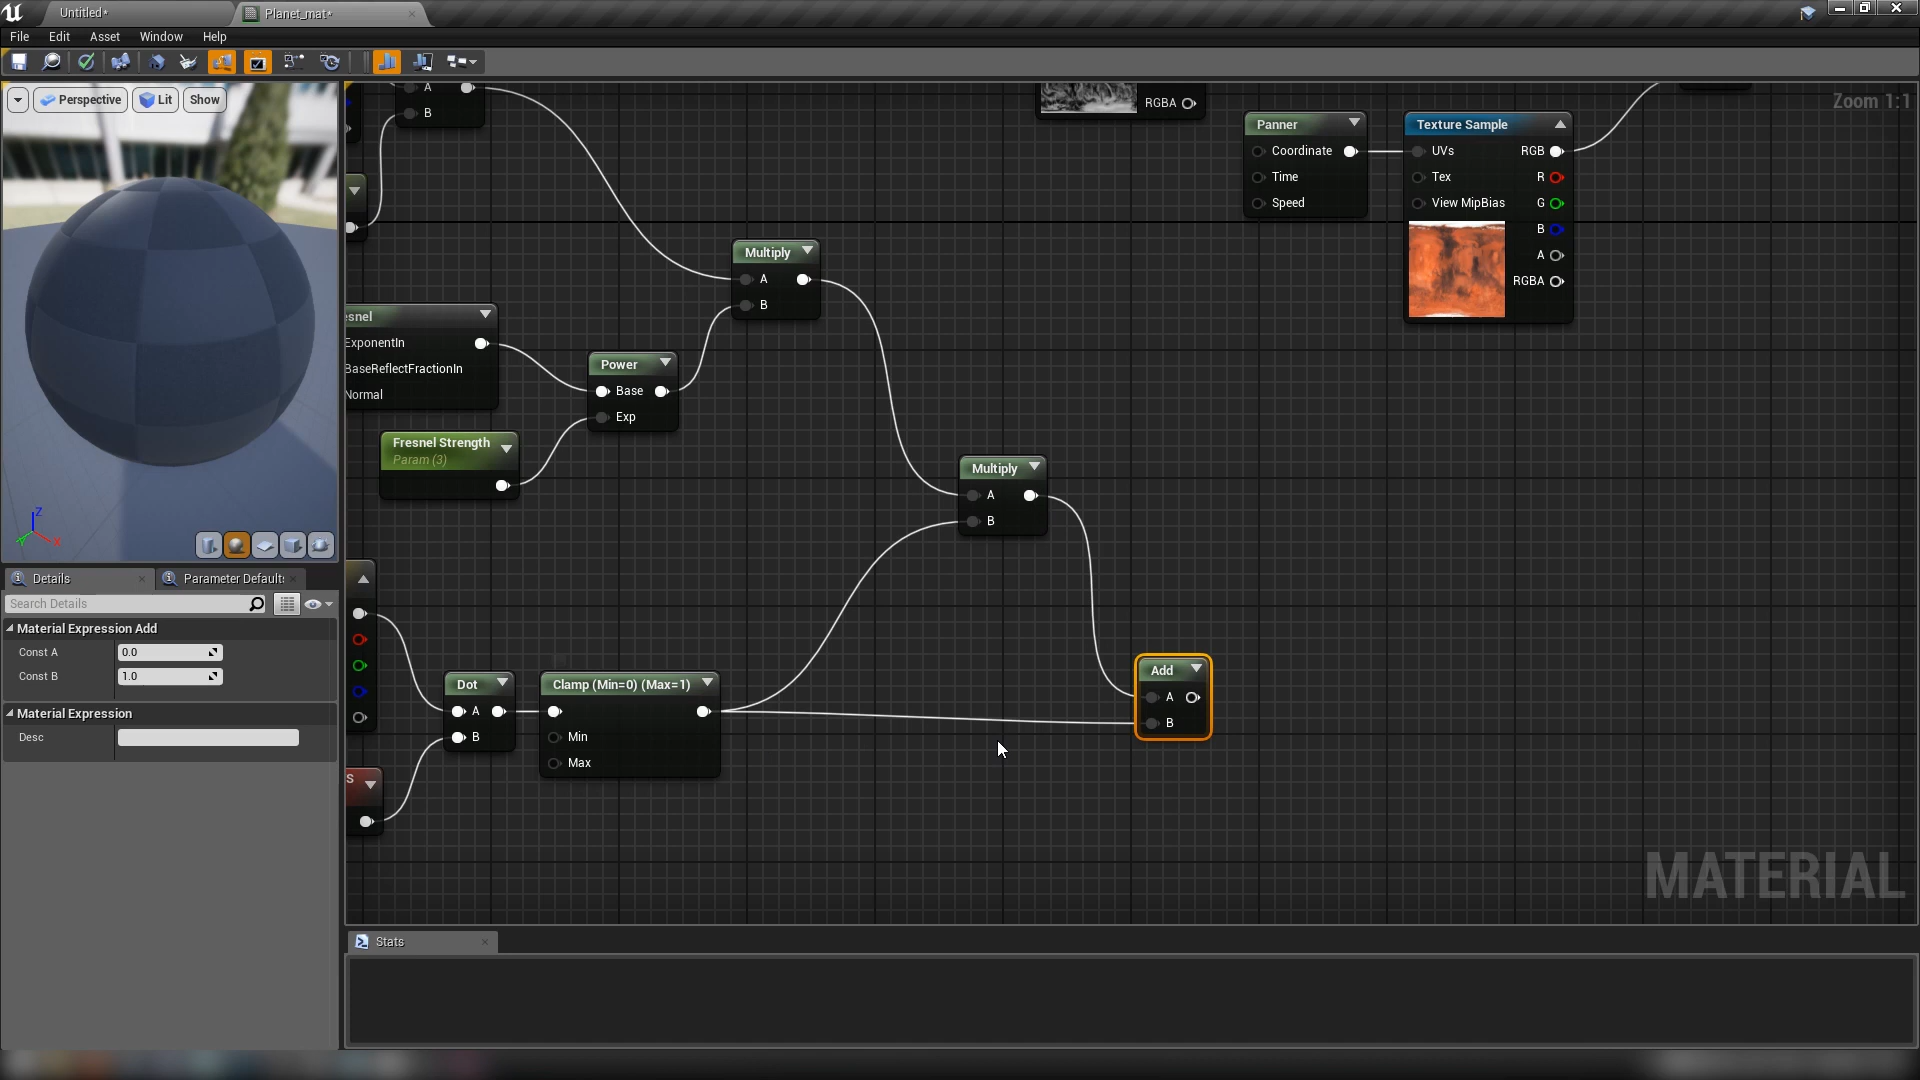 Untitled*
Planet_mat*
File
Edit
Asset
Window
Help
Perspective
Lit
Show
Z
Y
X
Details
Parameter Defaults
Search Details
Material Expression Add
Const A
0.0
Const B
1.0
Material Expression
Desc
Zoom 1:1
A
B
RGBA
Panner
Coordinate
Time
Speed
Texture Sample
UVs
RGB
Tex
R
View MipBias
G
B
A
RGBA
Multiply
A
B
esnel
ExponentIn
BaseReflectFractionIn
Normal
Power
Base
Exp
Fresnel Strength
Param (3)
Multiply
A
B
Add
A
B
Dot
A
B
Clamp (Min=0) (Max=1)
Min
Max
S
MATERIAL
Stats